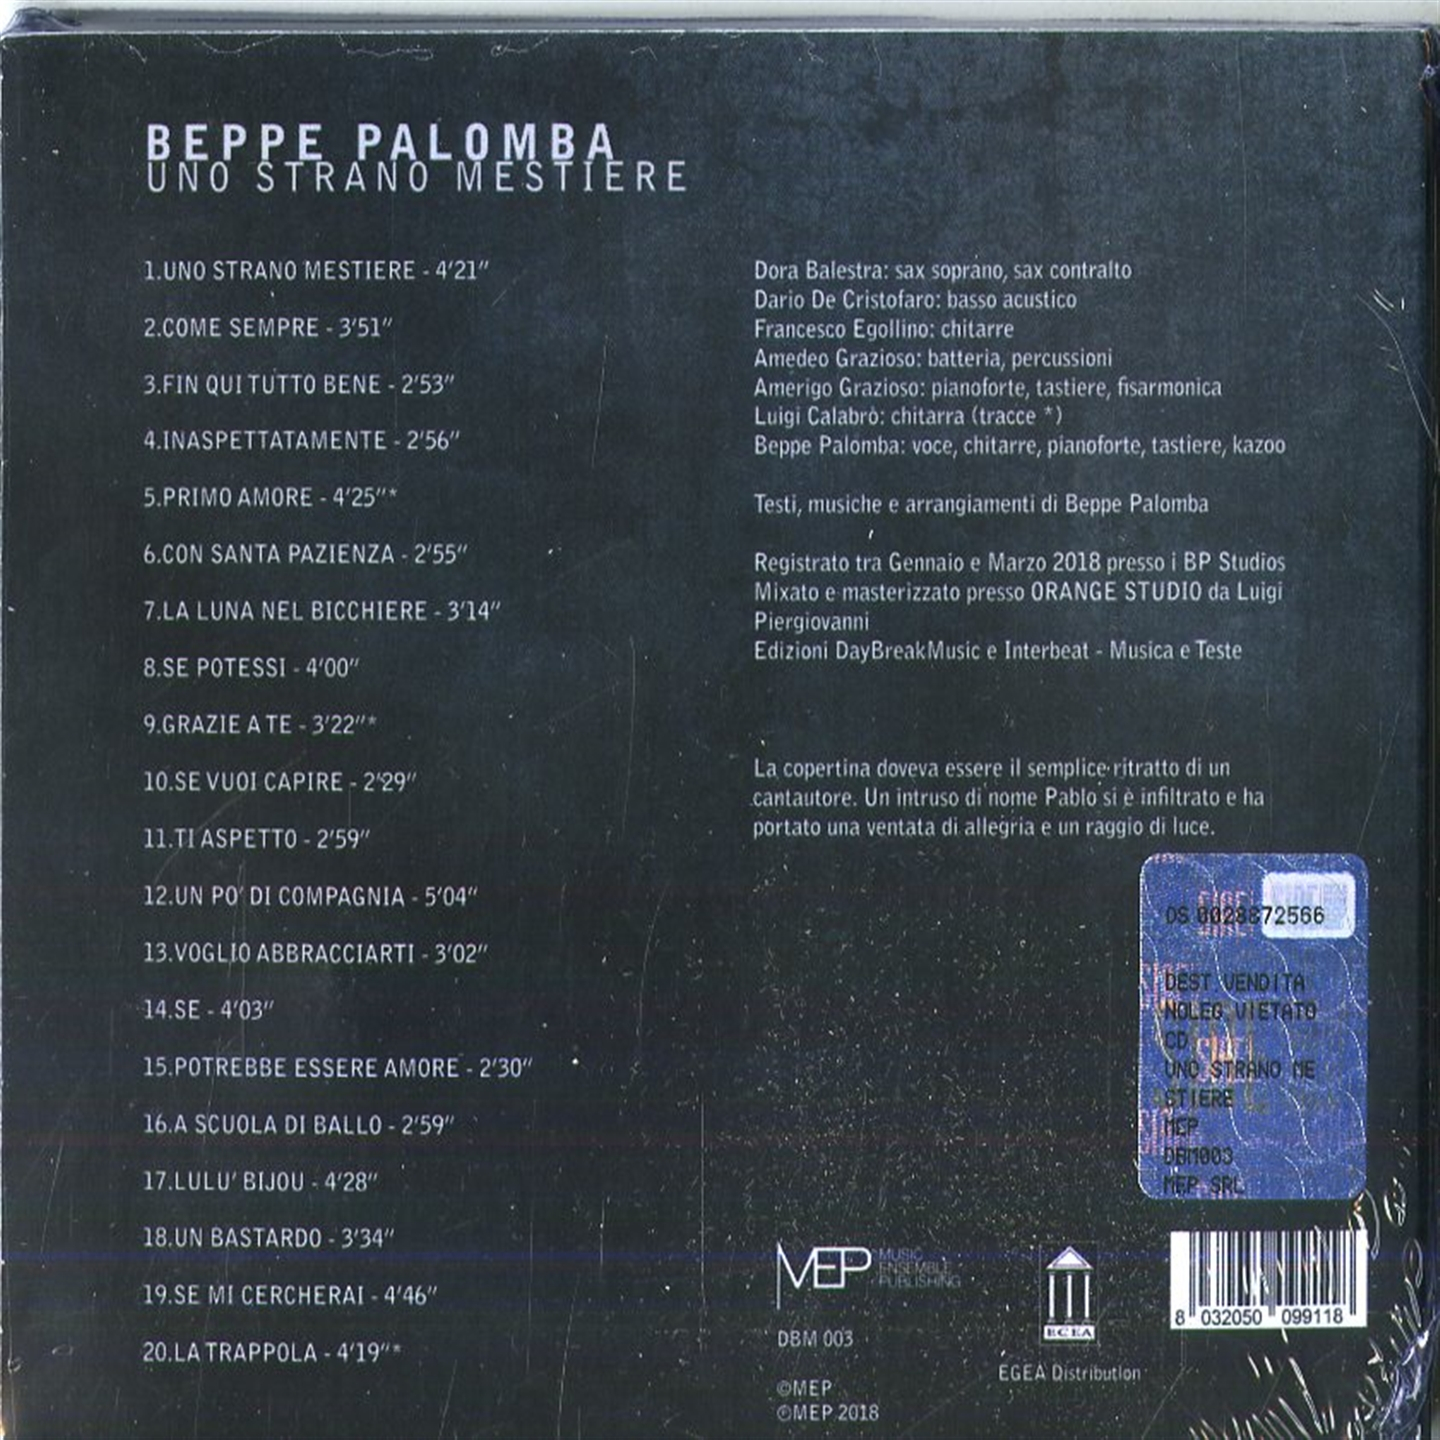 BEPPE PALOMBA
UNO STRANO MESTIERE
1.UNO STRANO MESTIERE - 4'21"
2.COME SEMPRE - 3'51"
3.FIN QUI TUTTO BENE - 2'53"
4.INASPETTATAMENTE - 2'56"
5.PRIMO AMORE - 4'25"*
6.CON SANTA PAZIENZA - 2'55"
7.LA LUNA NEL BICCHIERE - 3'14"
8.SE POTESSI - 4'00"
9.GRAZIE A TE - 3'22"*
10.SE VUOI CAPIRE - 2'29"
11.TI ASPETTO - 2'59"
12.UN PO' DI COMPAGNIA - 5'04"
13.VOGLIO ABBRACCIARTI - 3'02"
14.SE - 4'03"
15.POTREBBE ESSERE AMORE - 2'30"
16.A SCUOLA DI BALLO - 2'59"
17.LULU' BIJOU - 4'28"
18.UN BASTARDO - 3'34"
19.SE MI CERCHERAI - 4'46"
20.LA TRAPPOLA - 4'19"*
Dora Balestra: sax soprano, sax contralto
Dario De Cristofaro: basso acustico
Francesco Egollino: chitarre
Amedeo Grazioso: batteria, percussioni
Amerigo Grazioso: pianoforte, tastiere, fisarmonica
Luigi Calabrò: chitarra (tracce *)
Beppe Palomba: voce, chitarre, pianoforte, tastiere, kazoo
Testi, musiche e arrangiamenti di Beppe Palomba
Registrato tra Gennaio e Marzo 2018 presso i BP Studios
Mixato e masterizzato presso ORANGE STUDIO da Luigi
Piergiovanni
Edizioni DayBreakMusic e Interbeat - Musica e Teste
La copertina doveva essere il semplice ritratto di un
cantautore. Un intruso di nome Pablo si è infiltrato e ha
portato una ventata di allegria e un raggio di luce.
OS 0028872566
DEST VENDITA
NOLEG VIETATO
CD
UNO STRANO ME
STIERE
MEP
DBM003
MEP SRL
MEP MUSIC
ENSEMBLE
PUBLISHING
DBM 003
©MEP
℗MEP 2018
EGEA
EGEA Distribution
8 032050 099118